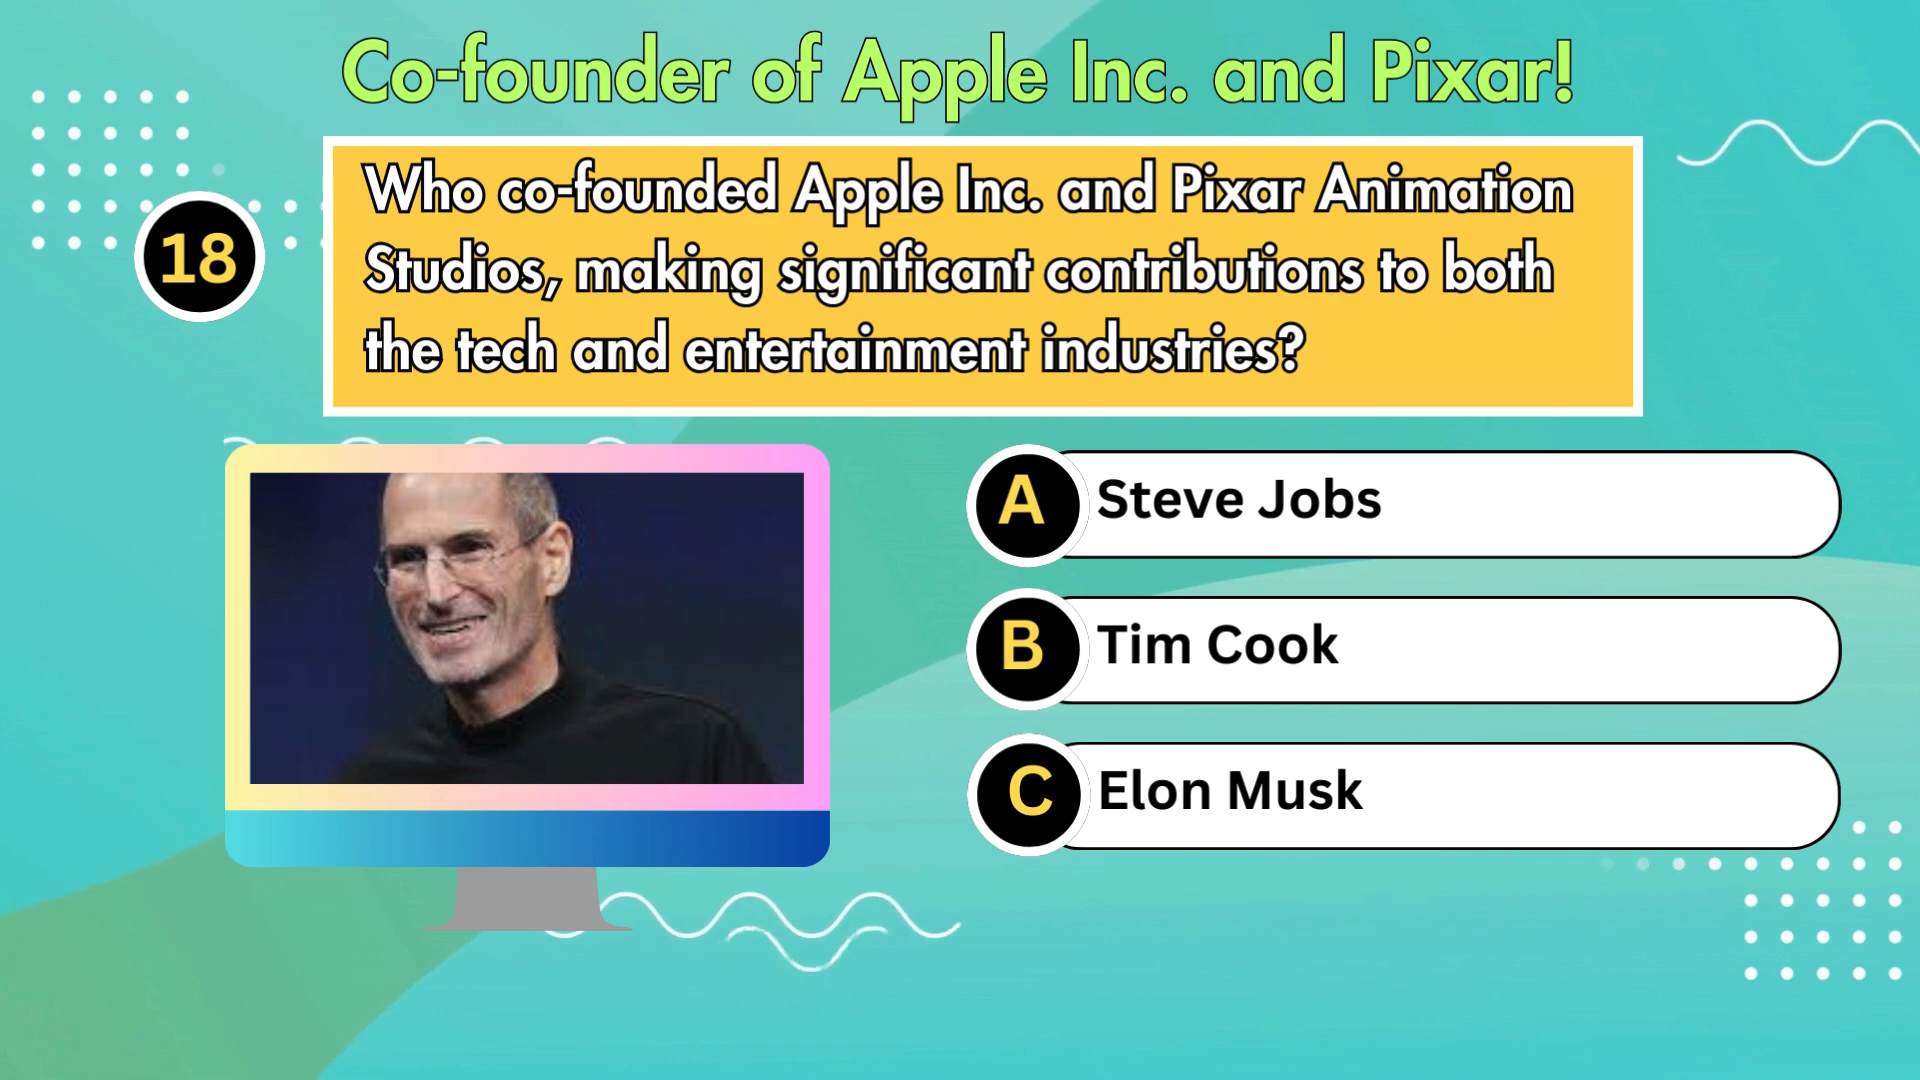 Co-founder of Apple Inc. and Pixar!
18
Who co-founded Apple Inc. and Pixar Animation
Studios, making significant contributions to both
the tech and entertainment industries?
A Steve Jobs
B Tim Cook
C Elon Musk